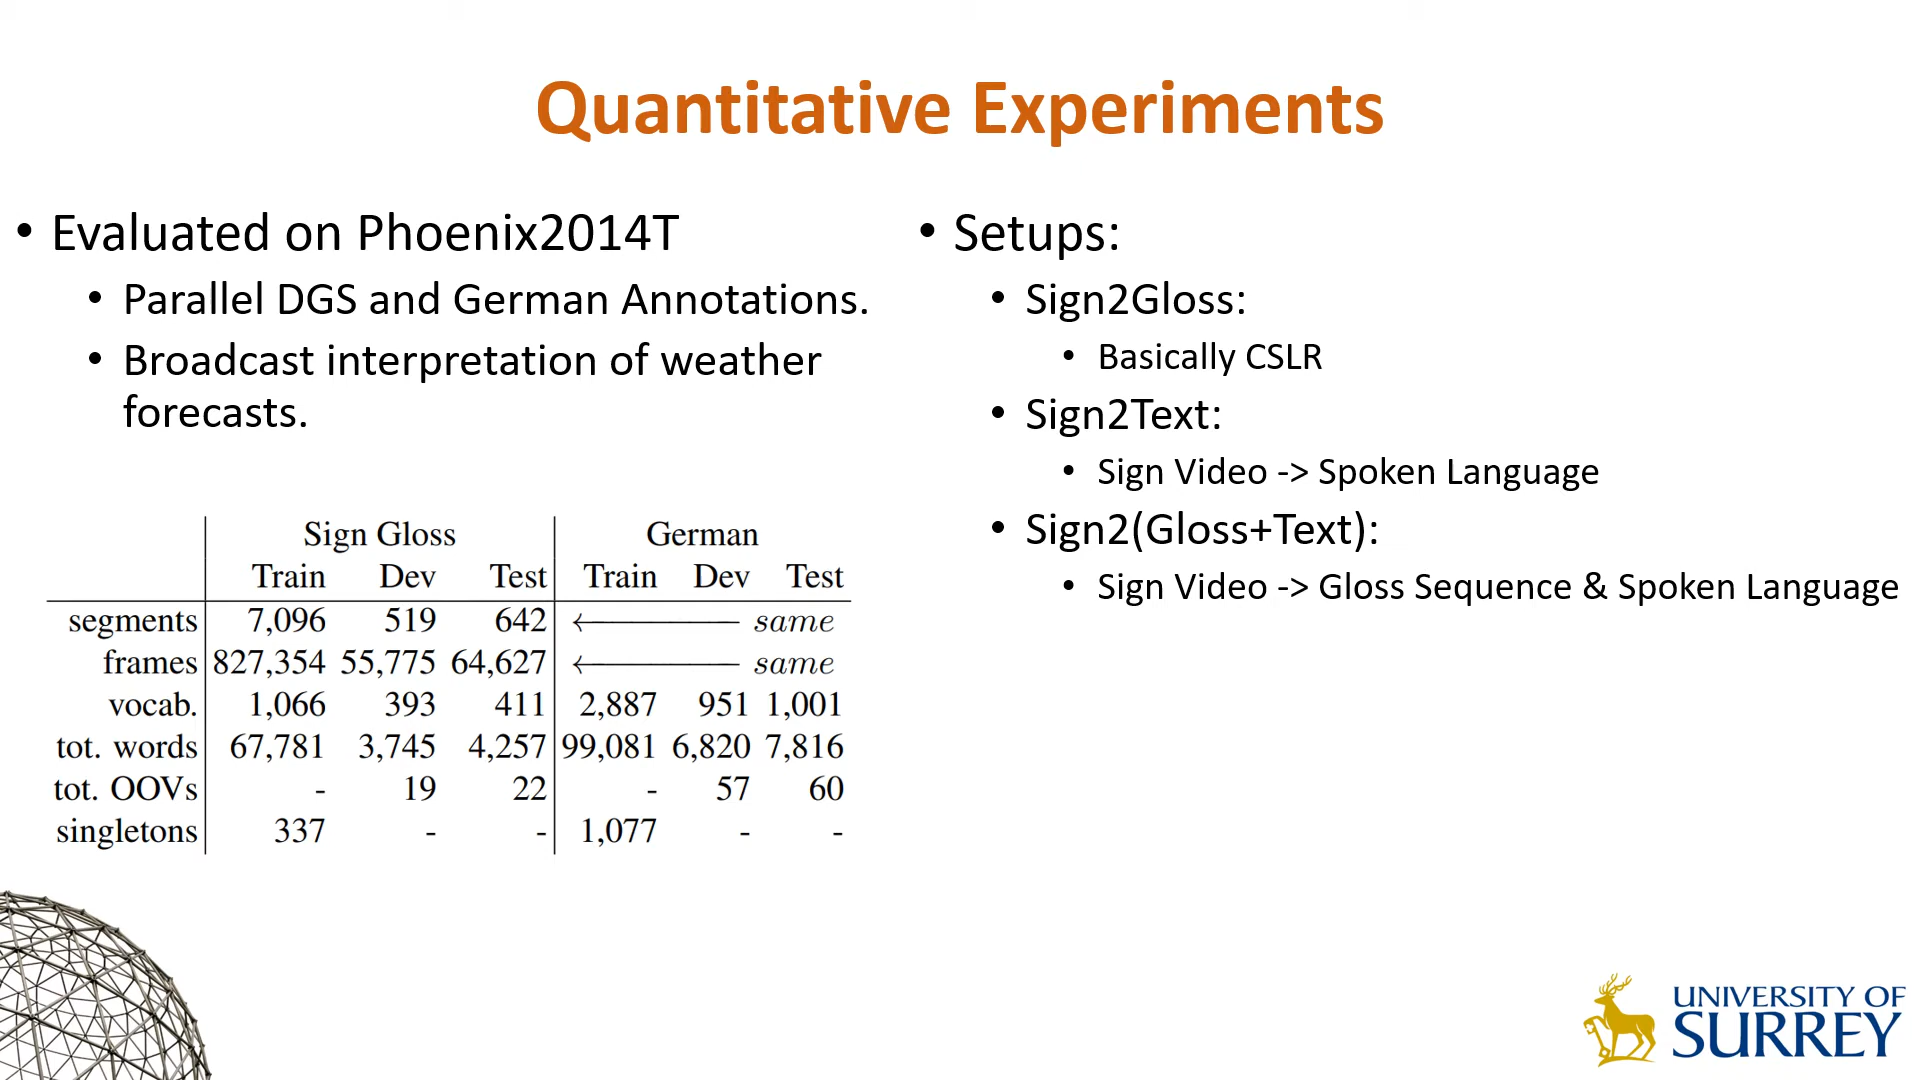 Quantitative Experiments
• Evaluated on Phoenix2014T
• Parallel DGS and German Annotations.
• Broadcast interpretation of weather
forecasts.
Sign Gloss German
Train Dev Test Train Dev Test
segments 7,096 519 642 ← same
frames 827,354 55,775 64,627 ← same
vocab. 1,066 393 411 2,887 951 1,001
tot. words 67,781 3,745 4,257 99,081 6,820 7,816
tot. OOVs - 19 22 - 57 60
singletons 337 - - 1,077 - -
• Setups:
• Sign2Gloss:
• Basically CSLR
• Sign2Text:
• Sign Video -> Spoken Language
• Sign2(Gloss+Text):
• Sign Video -> Gloss Sequence & Spoken Language
UNIVERSITY OF
SURREY